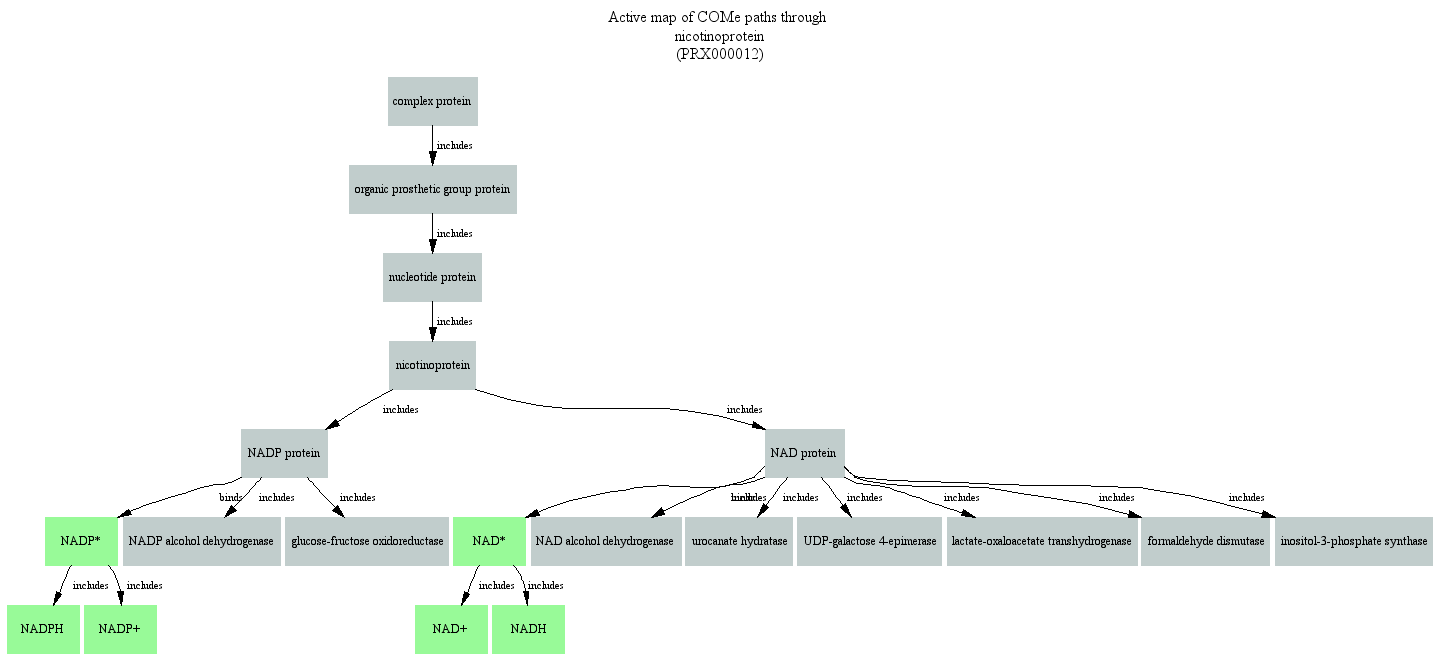 Active map of COMe paths through
nicotinoprotein
(PRX000012)
complex protein
includes
organic prosthetic group protein
includes
nucleotide protein
includes
nicotinoprotein
includes
includes
NADP protein
NAD protein
binds
includes
includes
includes
includes
includes
includes
includes
NADP*
NADP alcohol dehydrogenase
glucose-fructose oxidoreductase
NAD*
NAD alcohol dehydrogenase
urocanate hydratase
UDP-galactose 4-epimerase
lactate-oxaloacetate transhydrogenase
formaldehyde dismutase
inositol-3-phosphate synthase
includes
includes
includes
includes
NADPH
NADP+
NAD+
NADH